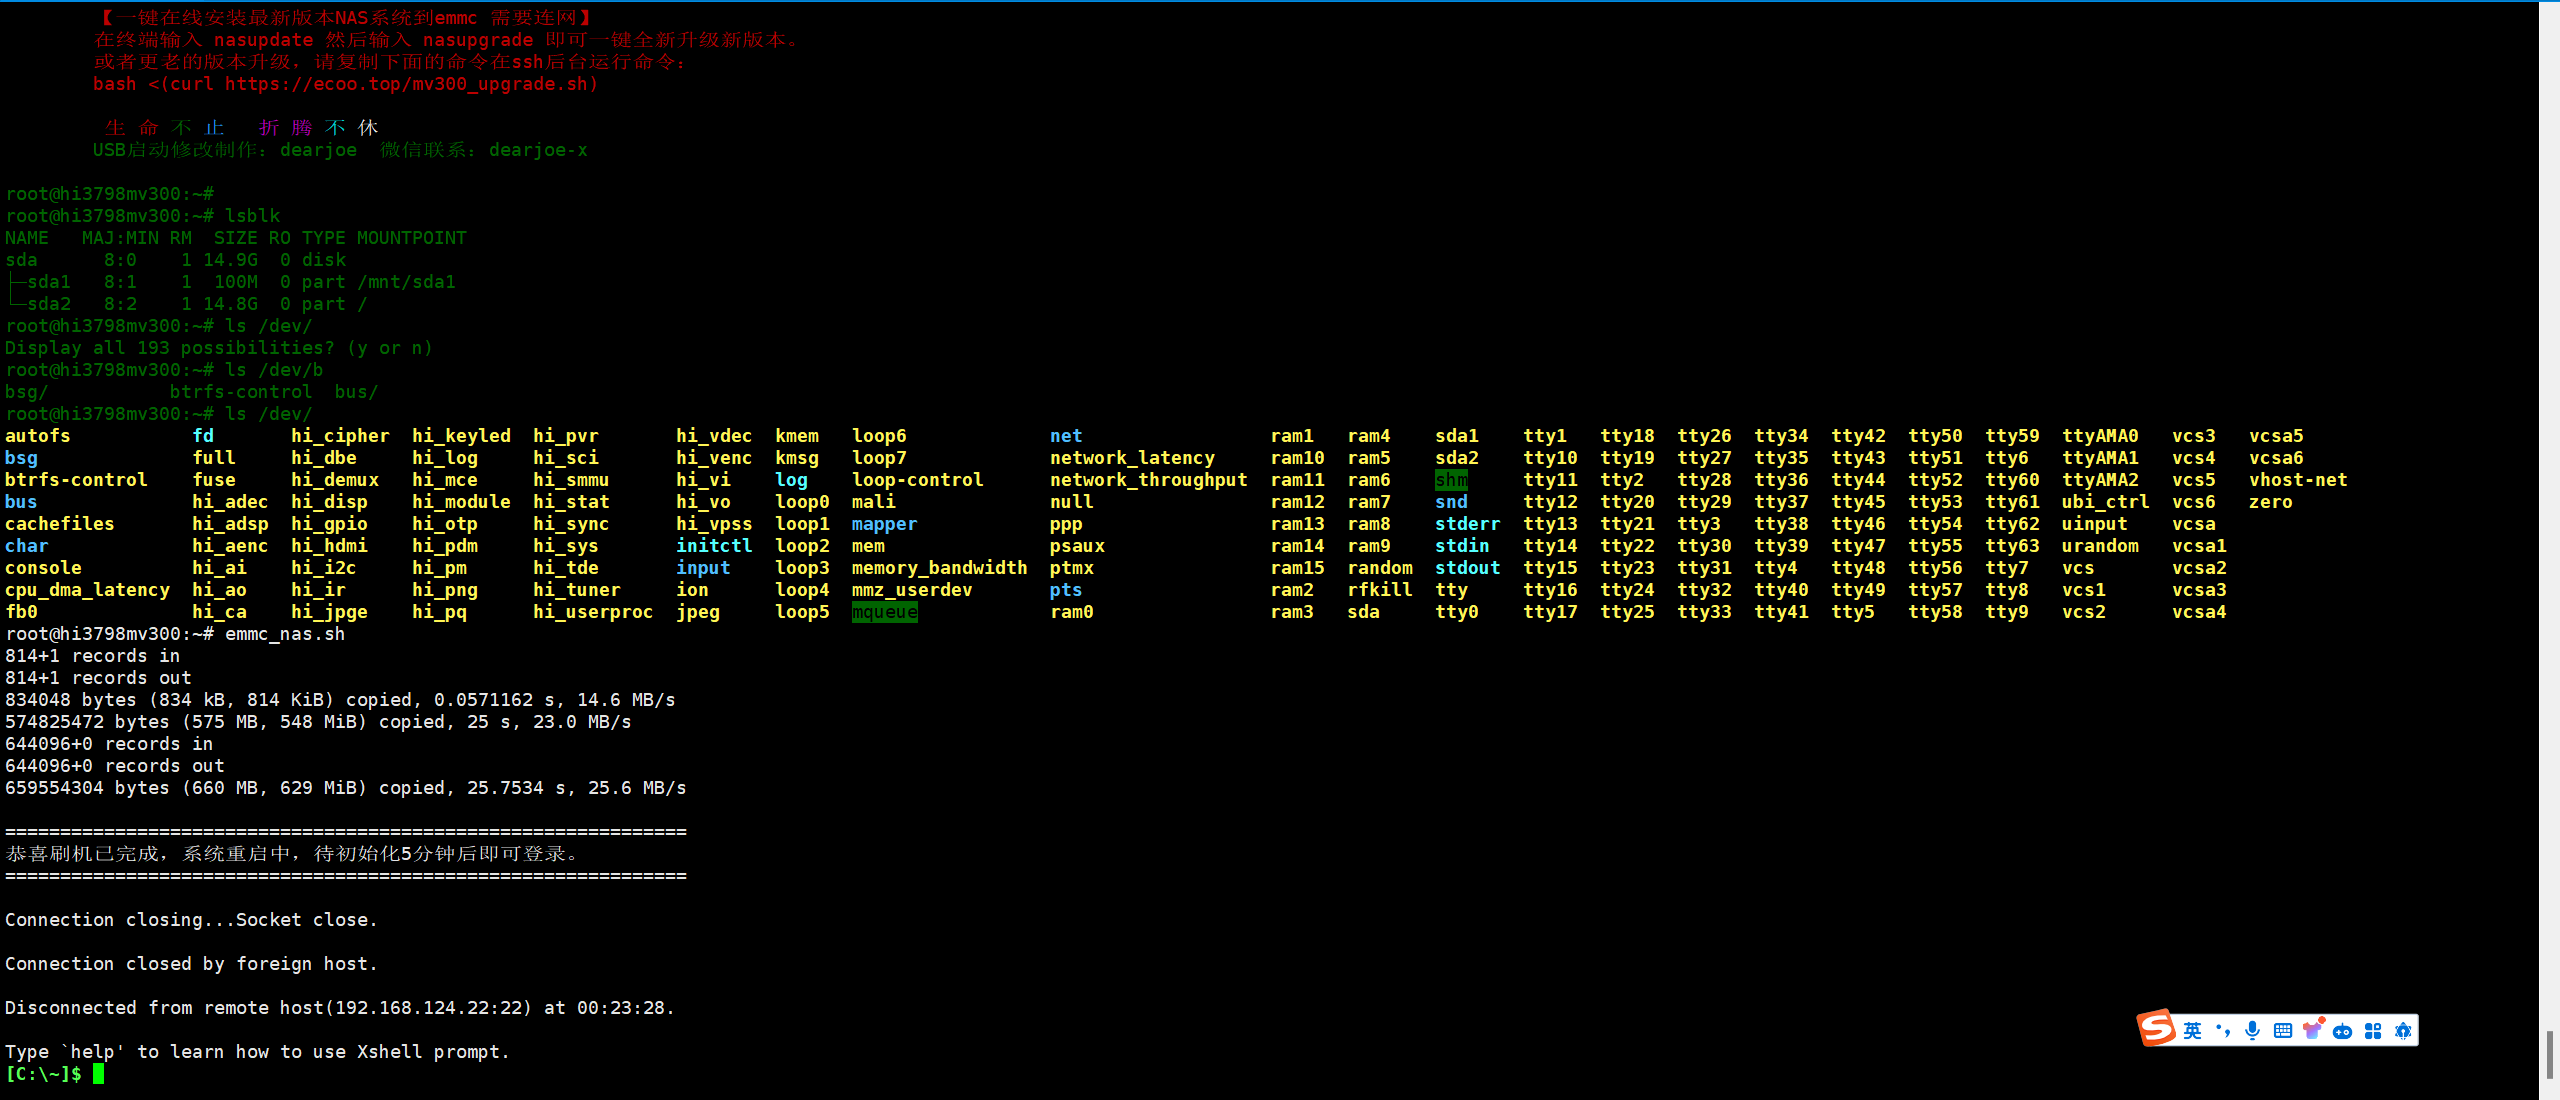 【一键在线安装最新版本NAS系统到emmc 需要连网】
在终端输入 nasupdate 然后输入 nasupgrade 即可一键全新升级新版本。
或者更老的版本升级，请复制下面的命令在ssh后台运行命令：
bash <(curl https://ecoo.top/mv300_upgrade.sh)
生 命 不 止 折 腾 不 休
USB启动修改制作：dearjoe 微信联系：dearjoe-x
root@hi3798mv300:~#
root@hi3798mv300:~# lsblk
NAME   MAJ:MIN RM  SIZE RO TYPE MOUNTPOINT
sda      8:0    1 14.9G  0 disk
├─sda1   8:1    1  100M  0 part /mnt/sda1
└─sda2   8:2    1 14.8G  0 part /
root@hi3798mv300:~# ls /dev/
Display all 193 possibilities? (y or n)
root@hi3798mv300:~# ls /dev/b
bsg/           btrfs-control  bus/
root@hi3798mv300:~# ls /dev/
autofs fd hi_cipher hi_keyled hi_pvr hi_vdec kmem loop6 net ram1 ram4 sda1 tty1 tty18 tty26 tty34 tty42 tty50 tty59 ttyAMA0 vcs3 vcsa5
bsg full hi_dbe hi_log hi_sci hi_venc kmsg loop7 network_latency ram10 ram5 sda2 tty10 tty19 tty27 tty35 tty43 tty51 tty6 ttyAMA1 vcs4 vcsa6
btrfs-control fuse hi_demux hi_mce hi_smmu hi_vi log loop-control network_throughput ram11 ram6 shm tty11 tty2 tty28 tty36 tty44 tty52 tty60 ttyAMA2 vcs5 vhost-net
bus hi_adec hi_disp hi_module hi_stat hi_vo loop0 mali null ram12 ram7 snd tty12 tty20 tty29 tty37 tty45 tty53 tty61 ubi_ctrl vcs6 zero
cachefiles hi_adsp hi_gpio hi_otp hi_sync hi_vpss loop1 mapper ppp ram13 ram8 stderr tty13 tty21 tty3 tty38 tty46 tty54 tty62 uinput vcsa
char hi_aenc hi_hdmi hi_pdm hi_sys initctl loop2 mem psaux ram14 ram9 stdin tty14 tty22 tty30 tty39 tty47 tty55 tty63 urandom vcsa1
console hi_ai hi_i2c hi_pm hi_tde input loop3 memory_bandwidth ptmx ram15 random stdout tty15 tty23 tty31 tty4 tty48 tty56 tty7 vcs vcsa2
cpu_dma_latency hi_ao hi_ir hi_png hi_tuner ion loop4 mmz_userdev pts ram2 rfkill tty tty16 tty24 tty32 tty40 tty49 tty57 tty8 vcs1 vcsa3
fb0 hi_ca hi_jpge hi_pq hi_userproc jpeg loop5 mqueue ram0 ram3 sda tty0 tty17 tty25 tty33 tty41 tty5 tty58 tty9 vcs2 vcsa4
root@hi3798mv300:~# emmc_nas.sh
814+1 records in
814+1 records out
834048 bytes (834 kB, 814 KiB) copied, 0.0571162 s, 14.6 MB/s
574825472 bytes (575 MB, 548 MiB) copied, 25 s, 23.0 MB/s
644096+0 records in
644096+0 records out
659554304 bytes (660 MB, 629 MiB) copied, 25.7534 s, 25.6 MB/s
==============================================================
恭喜刷机已完成，系统重启中，待初始化5分钟后即可登录。
==============================================================
Connection closing...Socket close.
Connection closed by foreign host.
Disconnected from remote host(192.168.124.22:22) at 00:23:28.
Type `help' to learn how to use Xshell prompt.
[C:\~]$
英